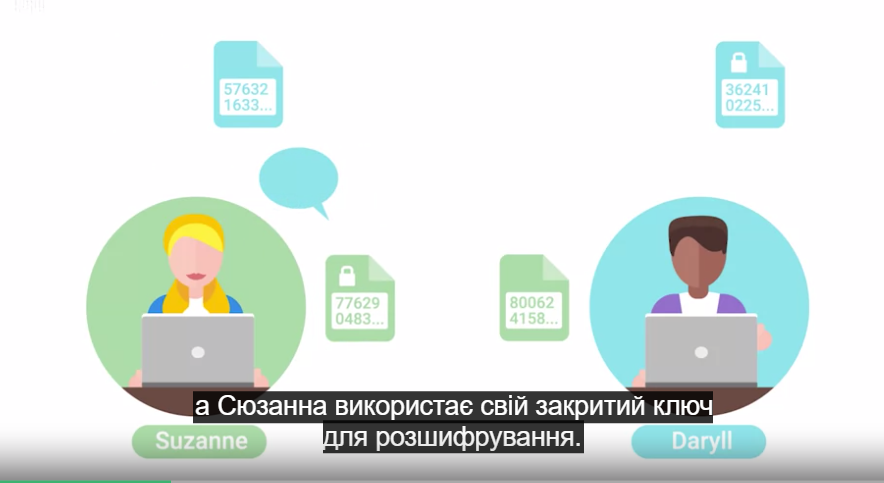 57632
1633...
36241
0225...
77629
0483...
80062
4158...
а Сюзанна використає свій закритий ключ
для розшифрування.
Suzanne
Daryll